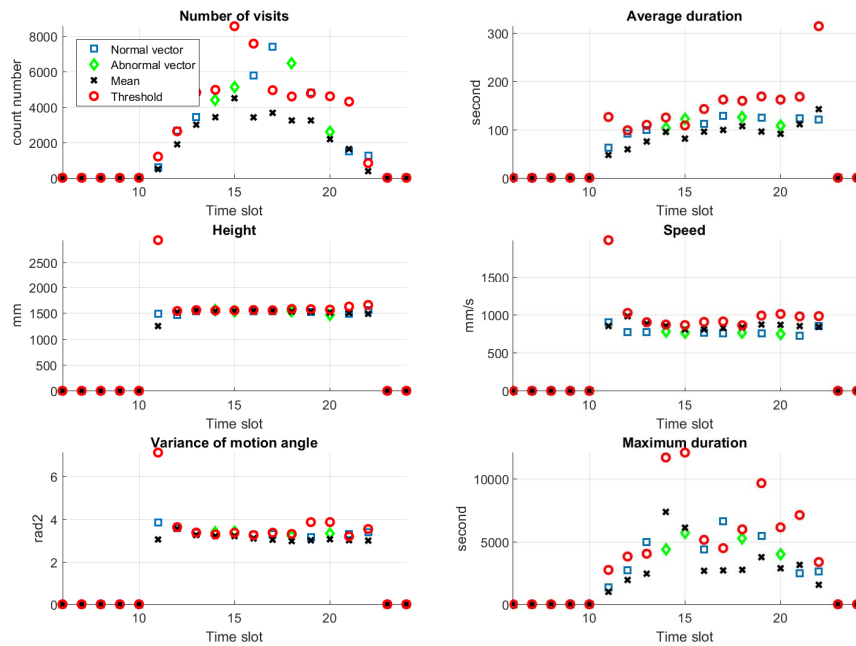 Number of visits
8000
6000
4000
2000
0
count number
Normal vector
Abnormal vector
Mean
Threshold
10 15 20
Time slot
Average duration
300
200
100
0
second
10 15 20
Time slot
Height
2500
2000
1500
1000
500
0
mm
10 15 20
Time slot
Speed
1500
1000
500
0
mm/s
10 15 20
Time slot
Variance of motion angle
6
4
2
0
rad2
10 15 20
Time slot
Maximum duration
10000
5000
0
second
10 15 20
Time slot